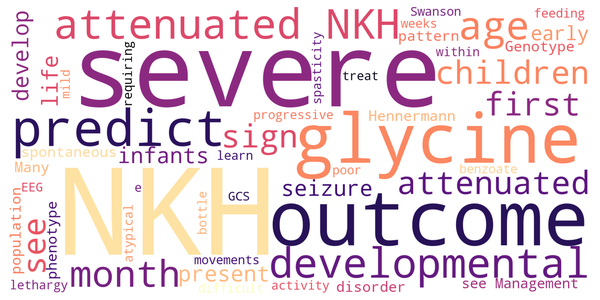 attenuated NKH
Swanson
feeding
weeks
pattern
age
early
within
Genotype
develop
life
mild
requiring
severe
spasticity
treat
children
first
predict
sign
progressive
Hennermann
glycine
spontaneous
Many
infants
learn
poor
benzoate
EEG
NKH
e
bottle
GCS
seizure
attenuated
population
see
phenotype
atypical
outcome
movements
developmental
lethargy
month
present
difficult
activity
disorder
see Management